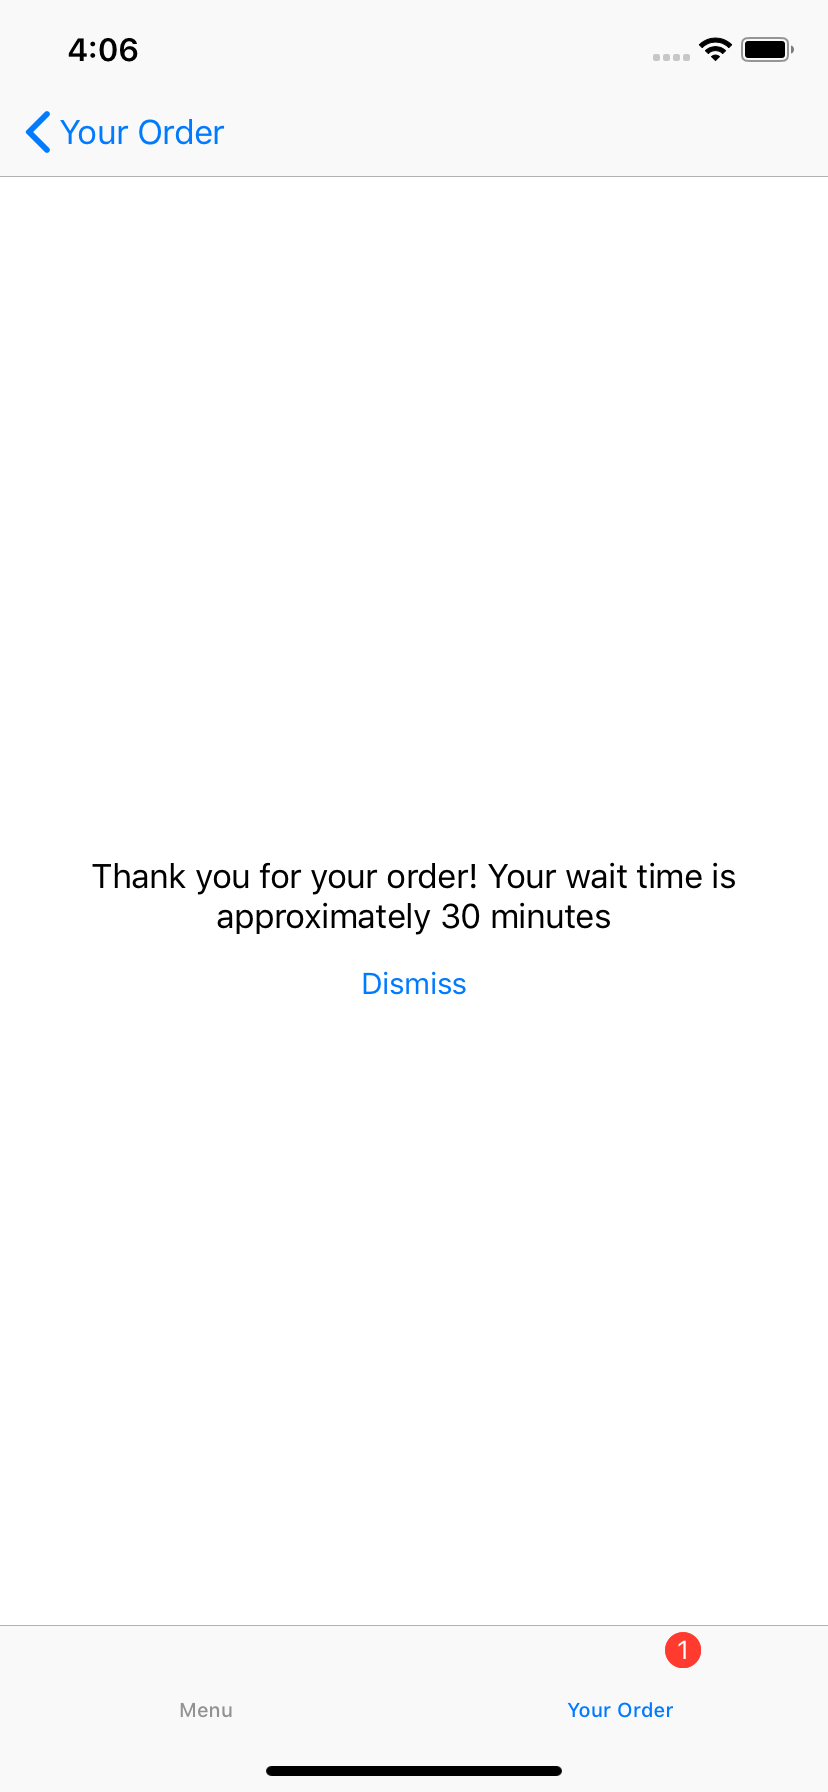 4:06
Your Order
Thank you for your order! Your wait time is
approximately 30 minutes
Dismiss
1
Menu
Your Order